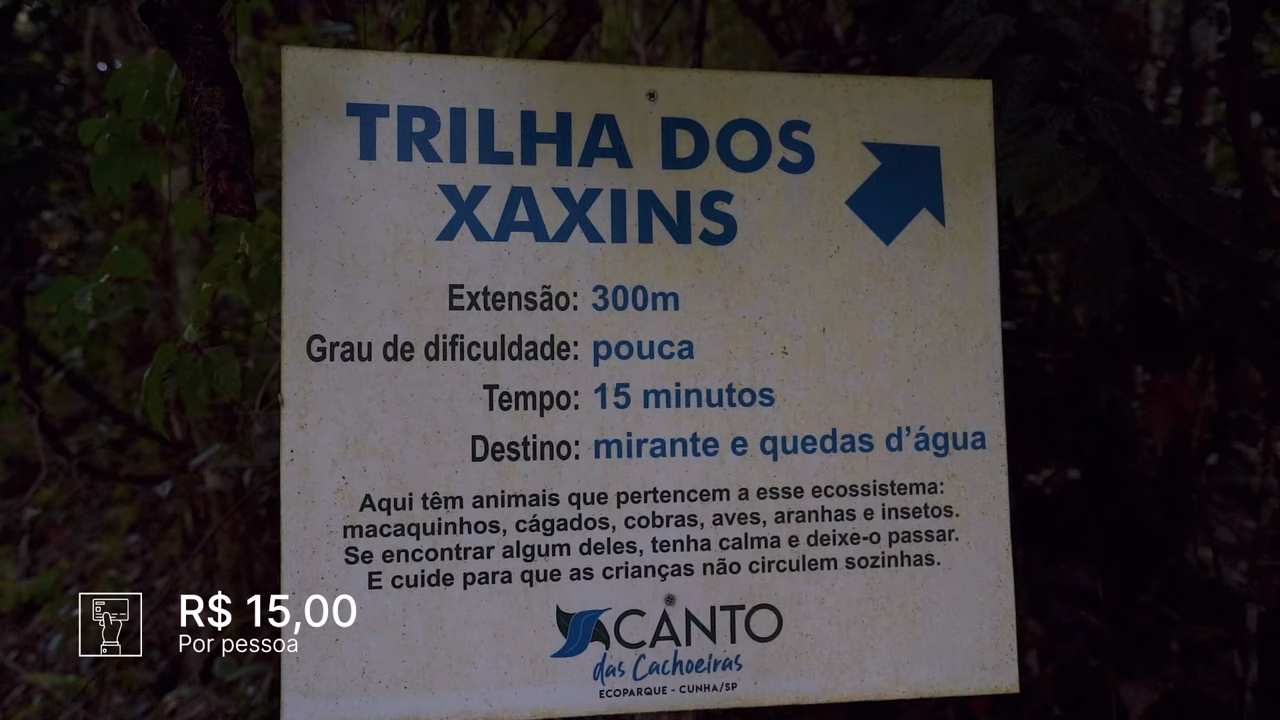 TRILHA DOS
XAXINS
Extensão: 300m
Grau de dificuldade: pouca
Tempo: 15 minutos
Destino: mirante e quedas d’água
Aqui têm animais que pertencem a esse ecossistema:
macaquinhos, cágados, cobras, aves, aranhas e insetos.
Se encontrar algum deles, tenha calma e deixe-o passar.
E cuide para que as crianças não circulem sozinhas.
CANTO
das Cachoeiras
ECOPARQUE - CUNHA/SP
R$ 15,00
Por pessoa